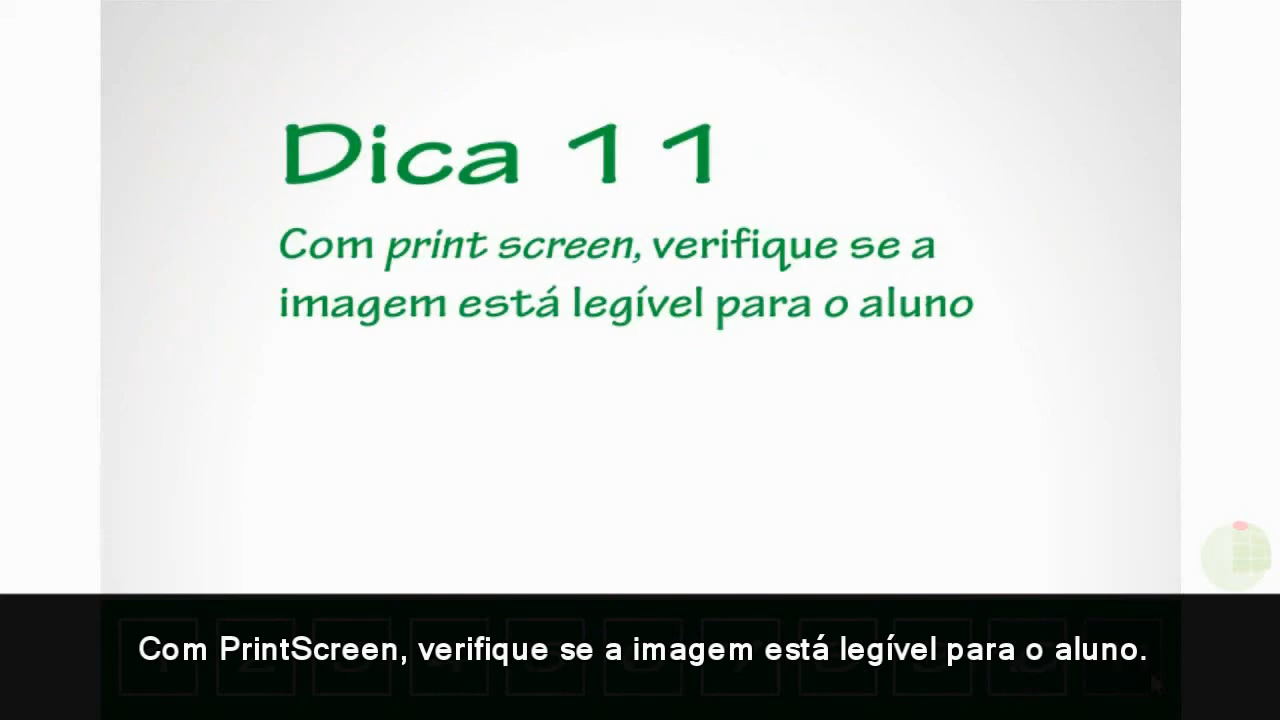 Dica 11
Com print screen, verifique se a
imagem está legível para o aluno
Com PrintScreen, verifique se a imagem está legível para o aluno.